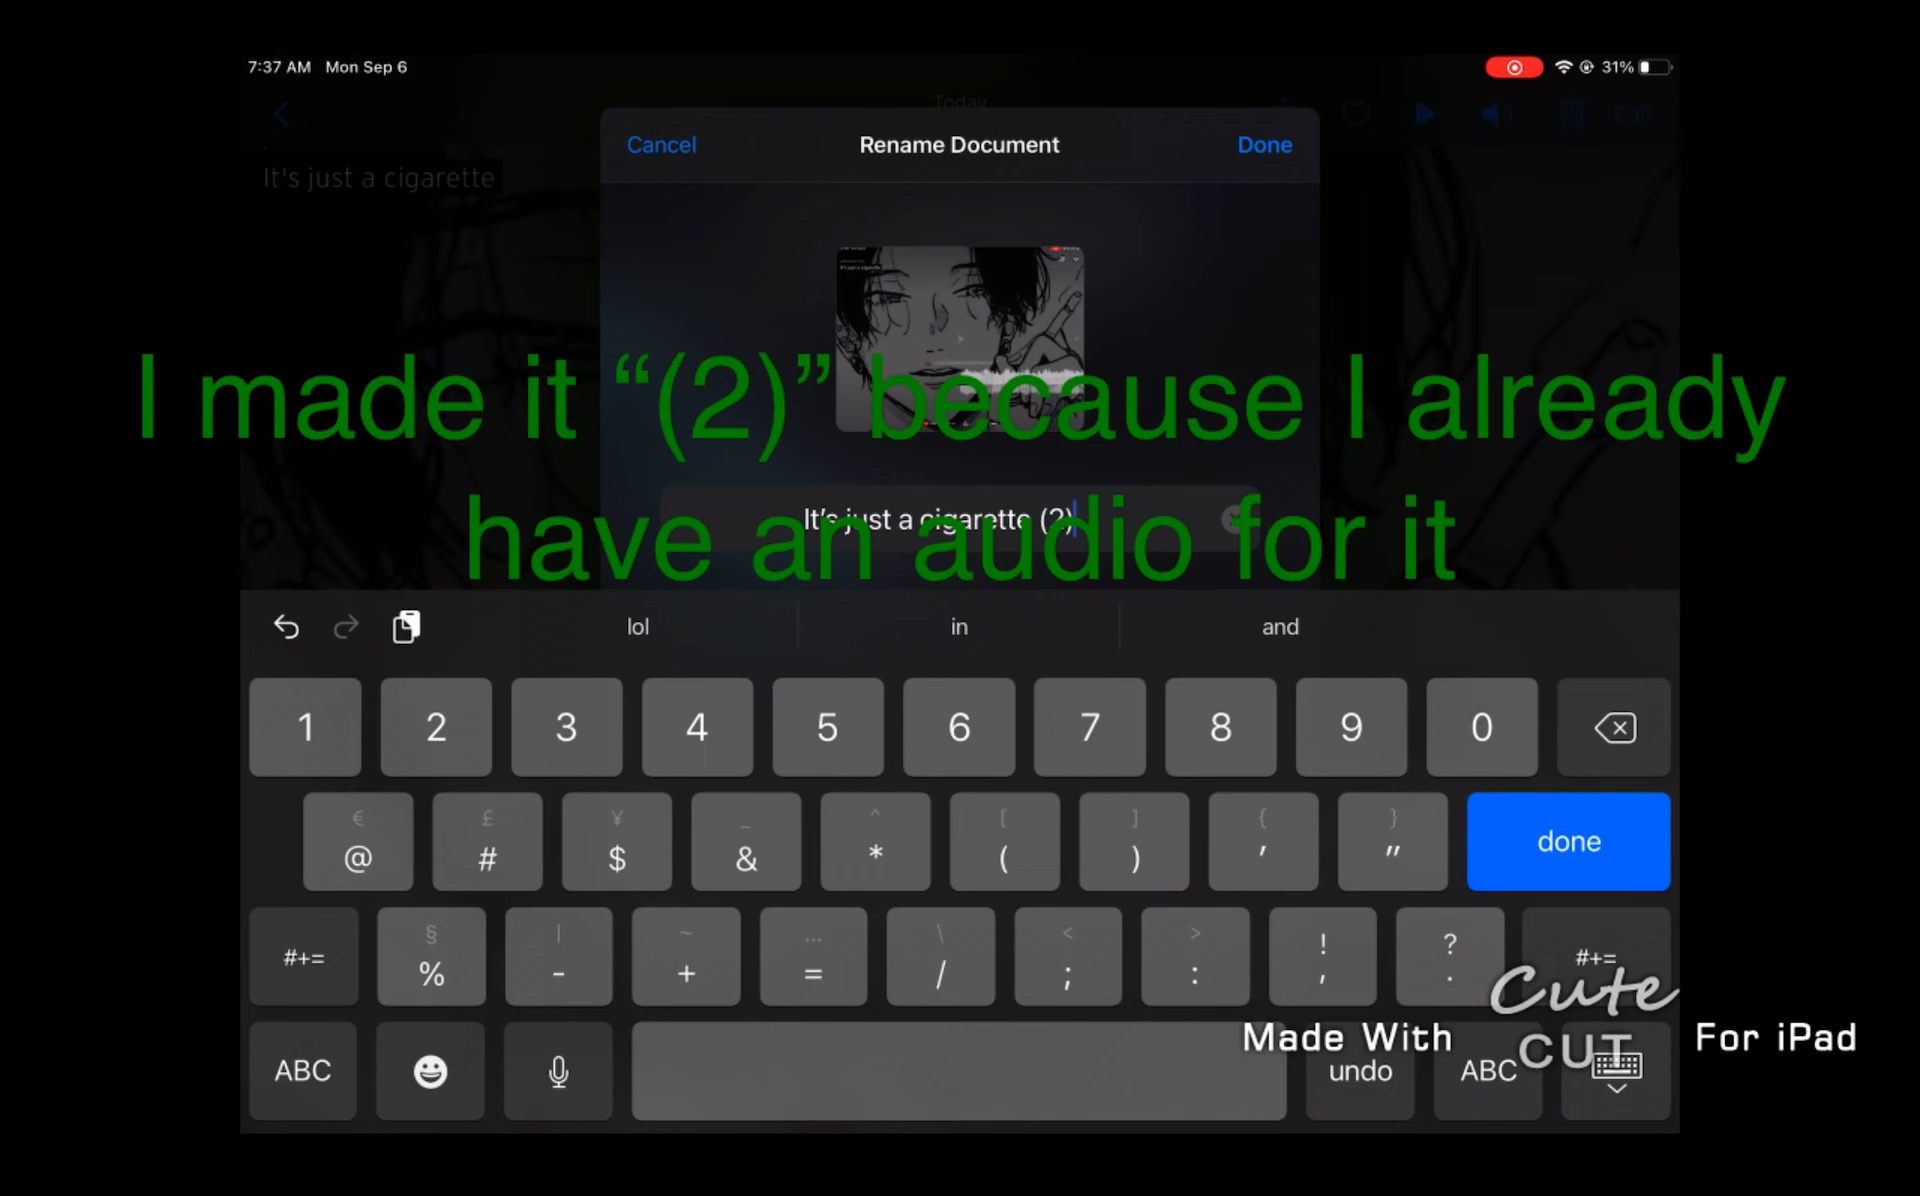 7:37 AM Mon Sep 6 31%
Today
Cancel Rename Document Done Edit
It's just a cigarette
I made it “(2)” because I already
It's just a cigarette (2)
have an audio for it
lol in and
1 2 3 4 5 6 7 8 9 0
€ £ ¥ _ ^ [ ] { }
@ # $ & * ( ) ' " done
§ | ~ … \ < > ! ?
#+= % - + = / ; : , . #+=
Cute
Made With CUT For iPad
ABC undo ABC